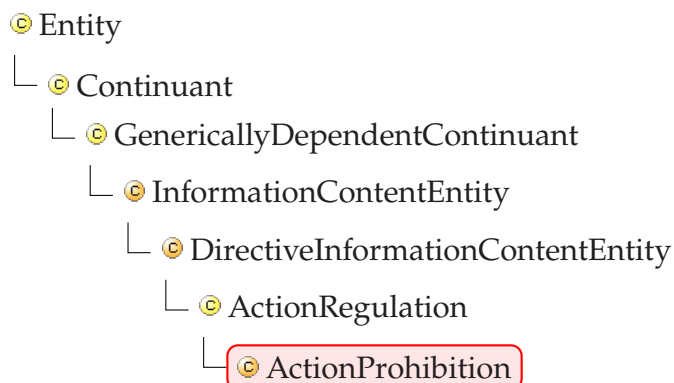 C Entity
C Continuant
C GenericallyDependentContinuant
C InformationContentEntity
C DirectiveInformationContentEntity
C ActionRegulation
C ActionProhibition